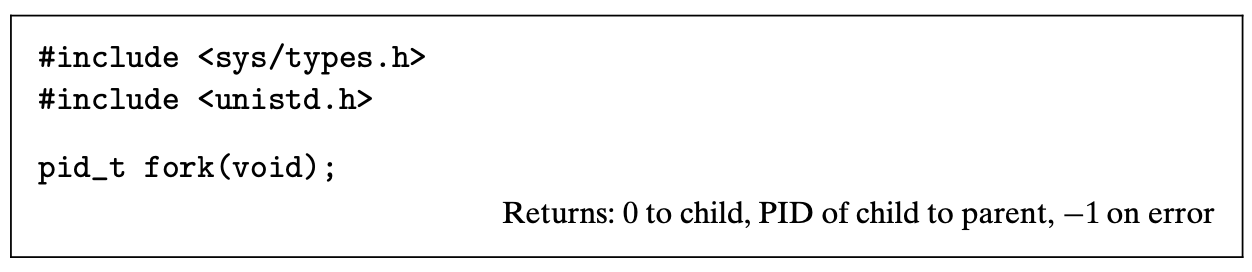 #include <sys/types.h>
#include <unistd.h>
pid_t fork(void);
Returns: 0 to child, PID of child to parent, −1 on error